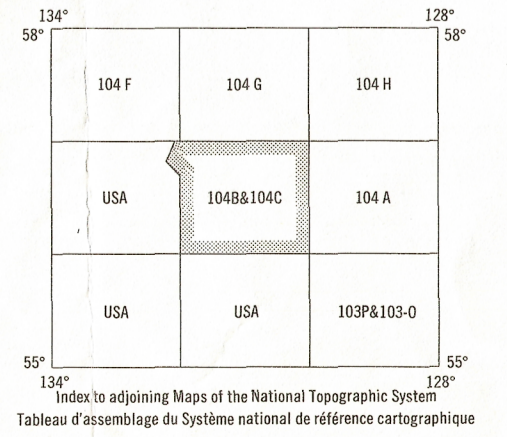 134° 128°
58° 58°
104 F 104 G 104 H
USA 104B&104C 104 A
USA USA 103P&103-O
55° 55°
134° 128°
Index to adjoining Maps of the National Topographic System
Tableau d'assemblage du Système national de référence cartographique